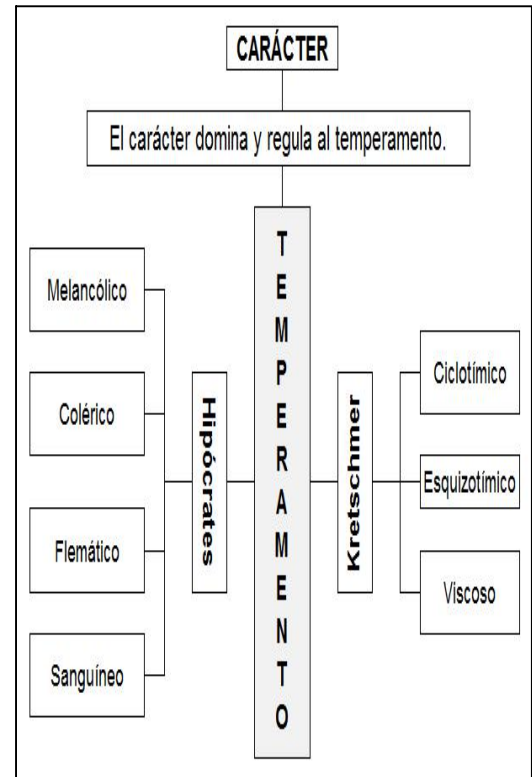 CARÁCTER
El carácter domina y regula al temperamento.
TEMPERAMENTO
Hipócrates
Melancólico
Colérico
Flemático
Sanguíneo
Kretschmer
Ciclotímico
Esquizotímico
Viscoso